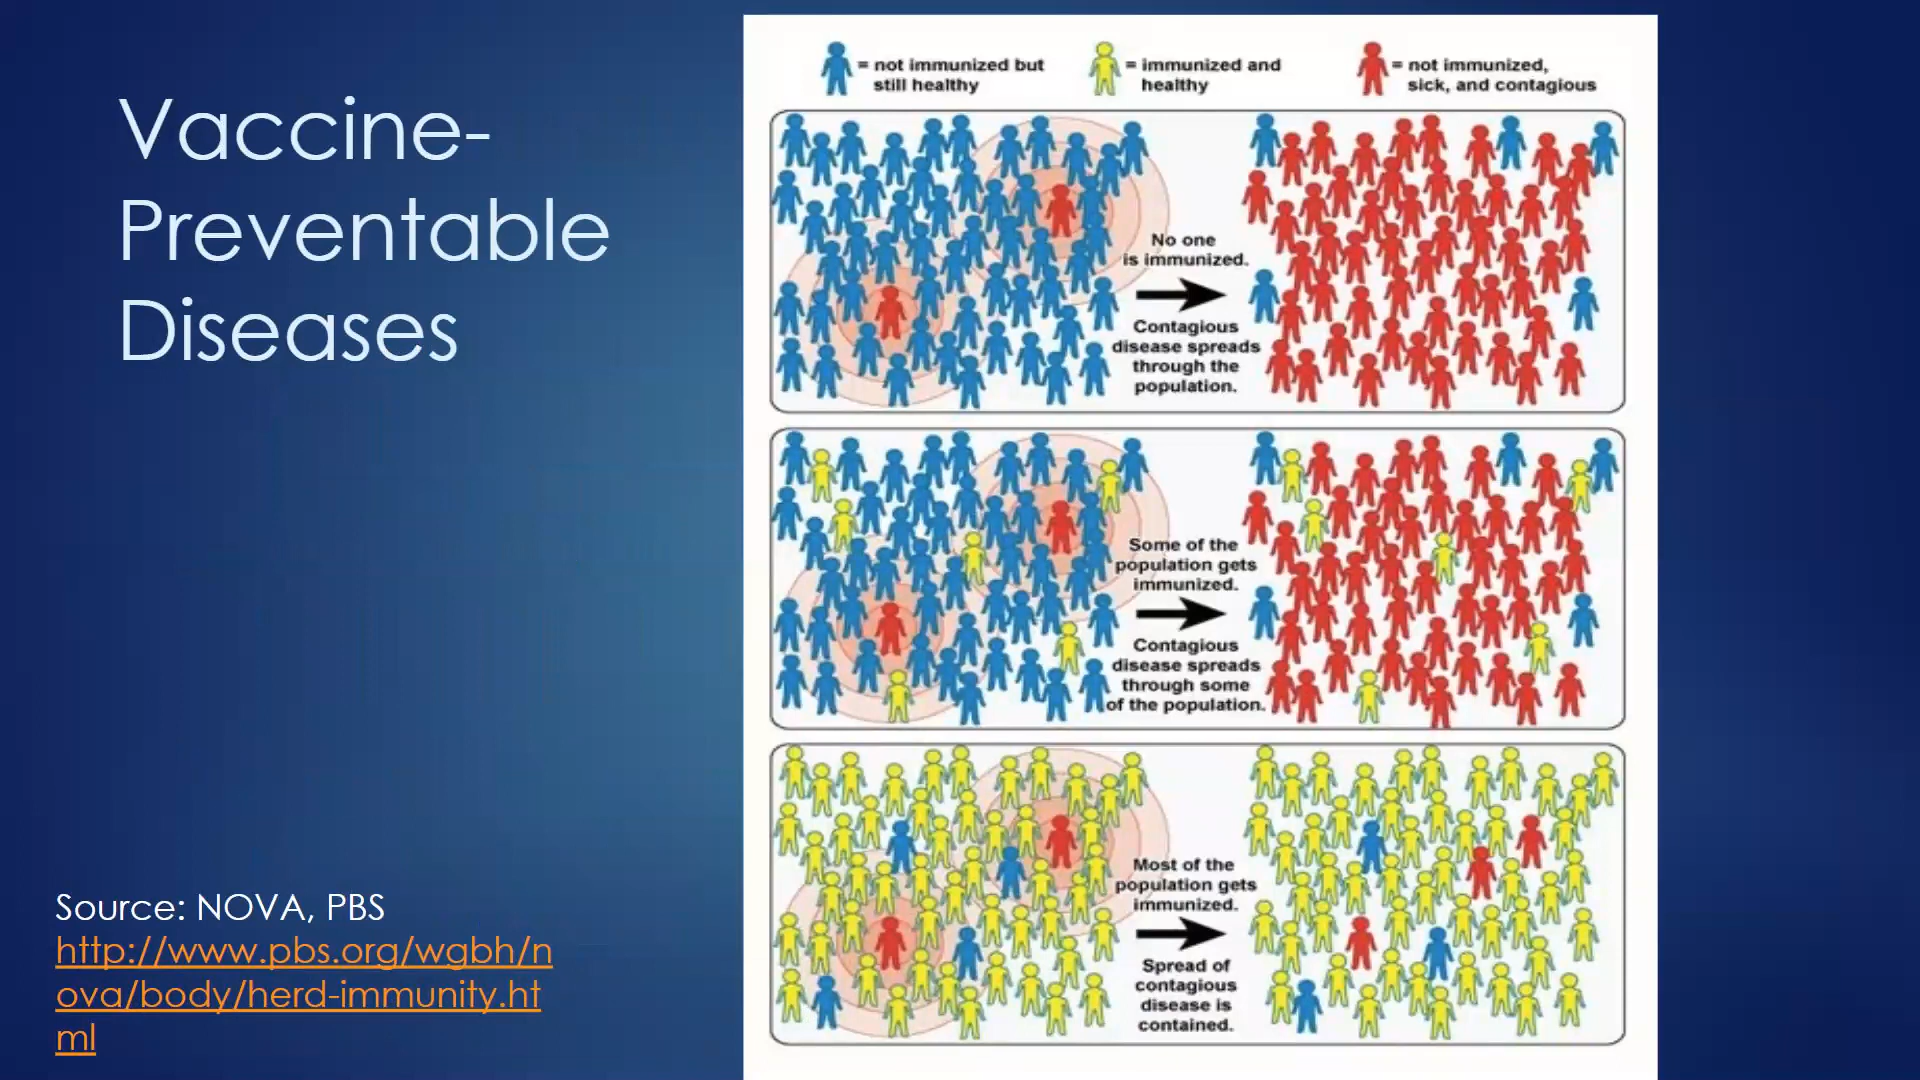 Vaccine-
Preventable
Diseases
Source: NOVA, PBS
http://www.pbs.org/wgbh/n
ova/body/herd-immunity.ht
ml
= not immunized but
still healthy
= immunized and
healthy
= not immunized,
sick, and contagious
No one
is immunized.
Contagious
disease spreads
through the
population.
Some of the
population gets
immunized.
Contagious
disease spreads
through some
of the population.
Most of the
population gets
immunized.
Spread of
contagious
disease is
contained.